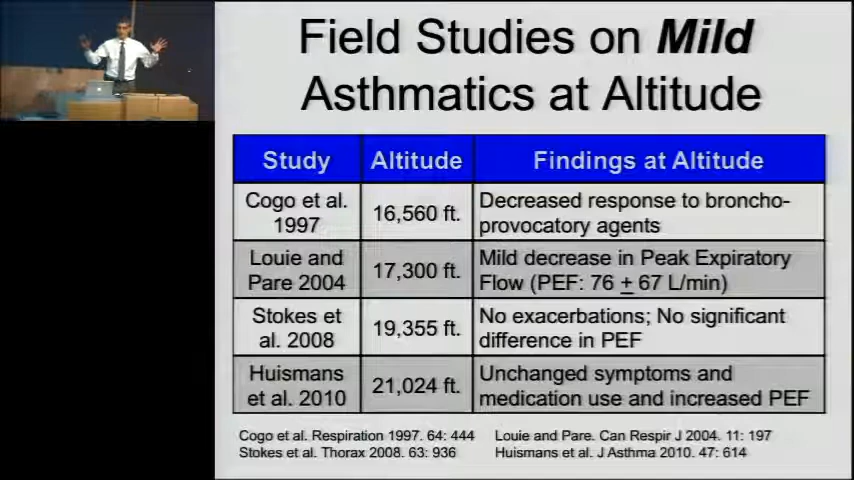 Field Studies on Mild
Asthmatics at Altitude
Study
Altitude
Findings at Altitude
Cogo et al.
1997
16,560 ft.
Decreased response to broncho-
provocatory agents
Louie and
Pare 2004
17,300 ft.
Mild decrease in Peak Expiratory
Flow (PEF: 76 ± 67 L/min)
Stokes et
al. 2008
19,355 ft.
No exacerbations; No significant
difference in PEF
Huismans
et al. 2010
21,024 ft.
Unchanged symptoms and
medication use and increased PEF
Cogo et al. Respiration 1997. 64: 444
Louie and Pare. Can Respir J 2004. 11: 197
Stokes et al. Thorax 2008. 63: 936
Huismans et al. J Asthma 2010. 47: 614